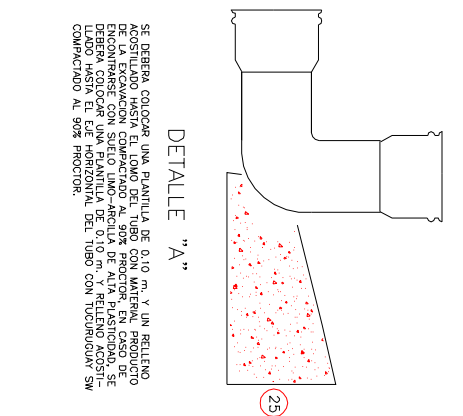 DETALLE "A"
SE DEBERA COLOCAR UNA PLANTILLA DE 0.10 m. Y UN RELLENO
ACOSTILLADO HASTA EL LOMO DEL TUBO CON MATERIAL PRODUCTO
DE LA EXCAVACION COMPACTADO AL 90% PROCTOR, EN CASO DE
ENCONTRARSE CON SUELO LIMO-ARCILLA DE ALTA PLASTICIDAD, SE
DEBERA COLOCAR UNA PLANTILLA DE 0.10 m. Y RELLENO ACOSTI-
LLADO HASTA EL EJE HORIZONTAL DEL TUBO CON TUCURUGUAY SW
COMPACTADO AL 90% PROCTOR.
25